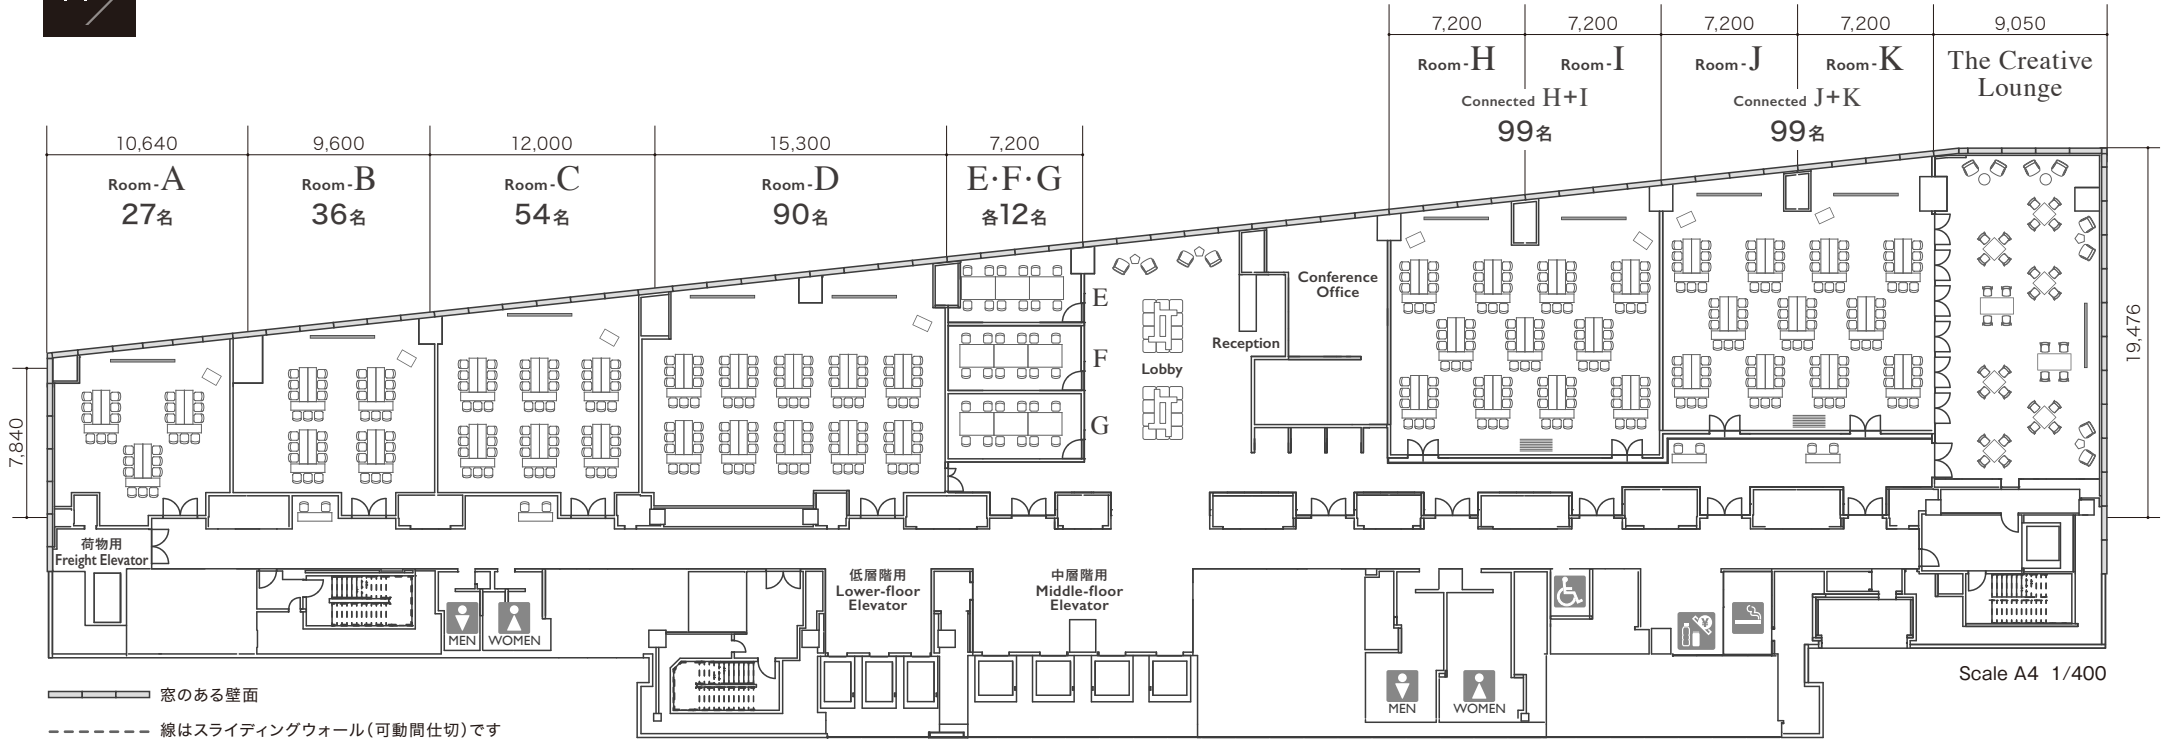 7,200
7,200
7,200
7,200
9,050
Room-H
Room-I
Room-J
Room-K
The Creative
Lounge
Connected H+I
99名
Connected J+K
99名
10,640
9,600
12,000
15,300
7,200
Room-A
27名
Room-B
36名
Room-C
54名
Room-D
90名
E・F・G
各12名
E
F
G
Lobby
Reception
Conference
Office
7,840
19,476
荷物用
Freight Elevator
低層階用
Lower-floor
Elevator
中層階用
Middle-floor
Elevator
MEN
WOMEN
MEN
WOMEN
¥
Scale A4 1/400
窓のある壁面
線はスライディングウォール(可動間仕切)です